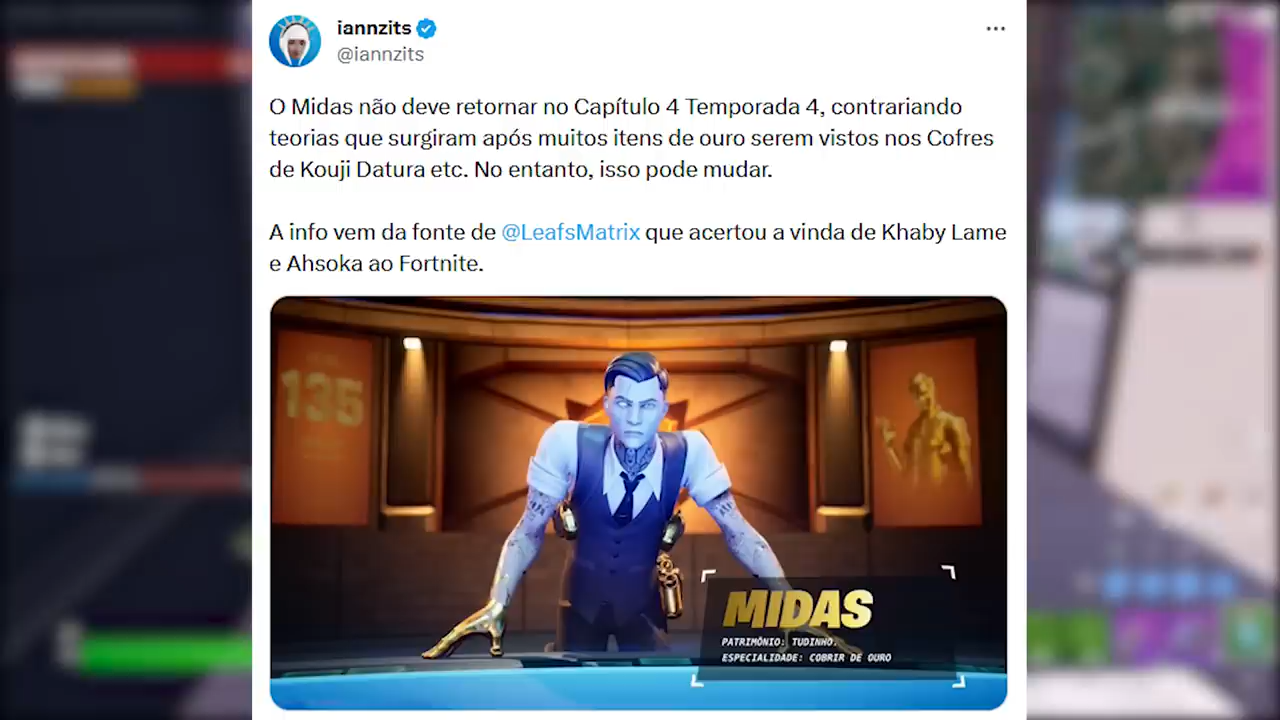 iannzits
@iannzits
O Midas não deve retornar no Capítulo 4 Temporada 4, contrariando
teorias que surgiram após muitos itens de ouro serem vistos nos Cofres
de Kouji Datura etc. No entanto, isso pode mudar.
A info vem da fonte de @LeafsMatrix que acertou a vinda de Khaby Lame
e Ahsoka ao Fortnite.
135
MIDAS
PATRIMÔNIO: TUDINHO.
ESPECIALIDADE: COBRIR DE OURO